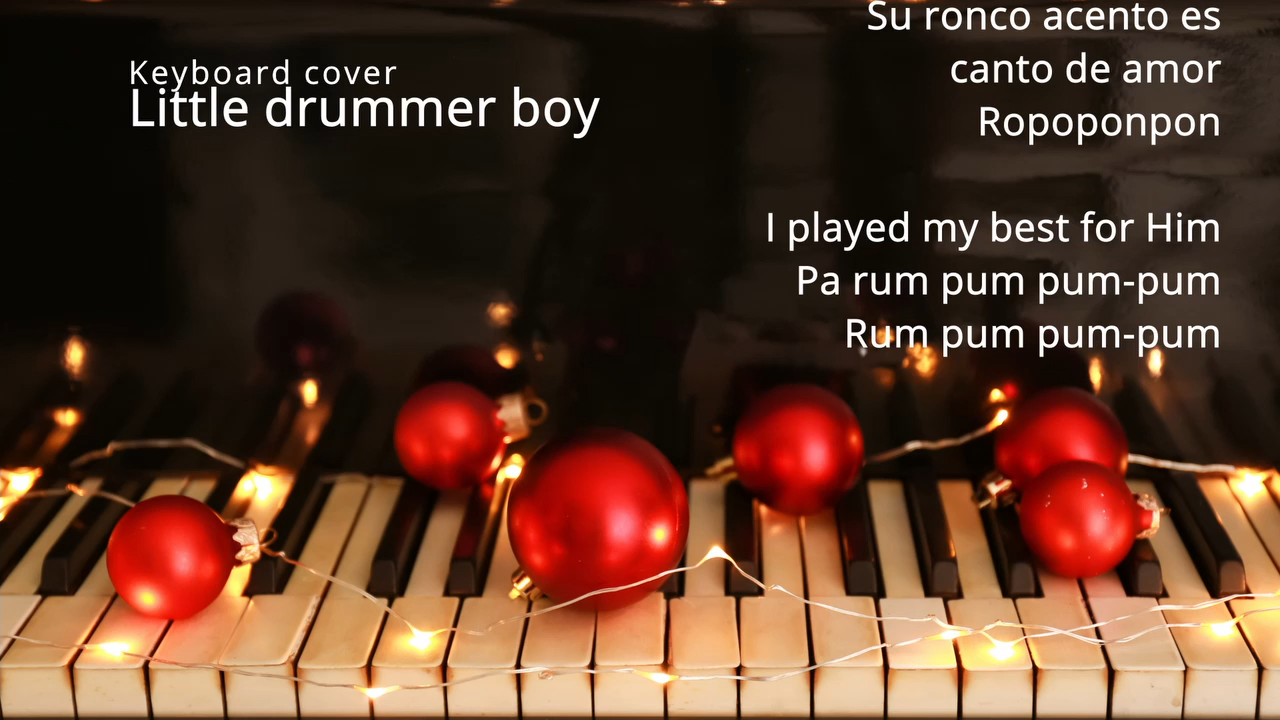 Keyboard cover
Little drummer boy
Su ronco acento es
canto de amor
Ropoponpon
I played my best for Him
Pa rum pum pum-pum
Rum pum pum-pum